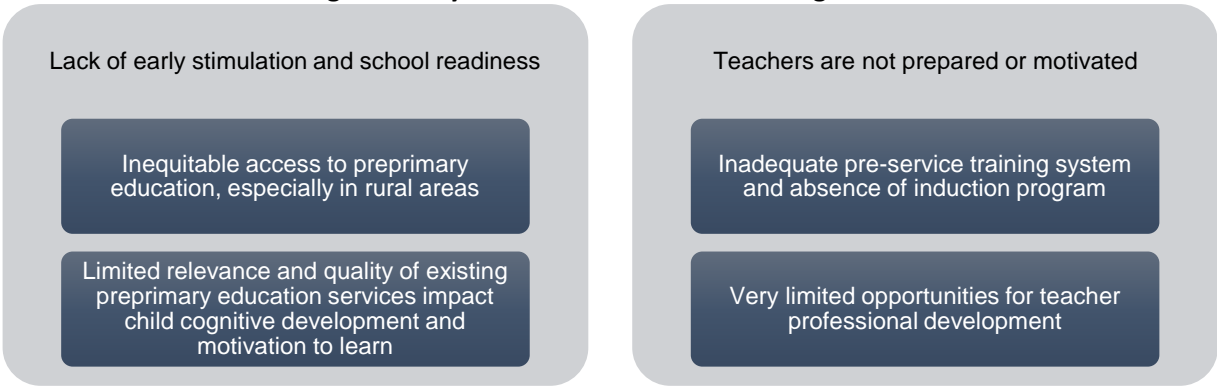 Lack of early stimulation and school readiness
Inequitable access to preprimary
education, especially in rural areas
Limited relevance and quality of existing
preprimary education services impact
child cognitive development and
motivation to learn
Teachers are not prepared or motivated
Inadequate pre-service training system
and absence of induction program
Very limited opportunities for teacher
professional development